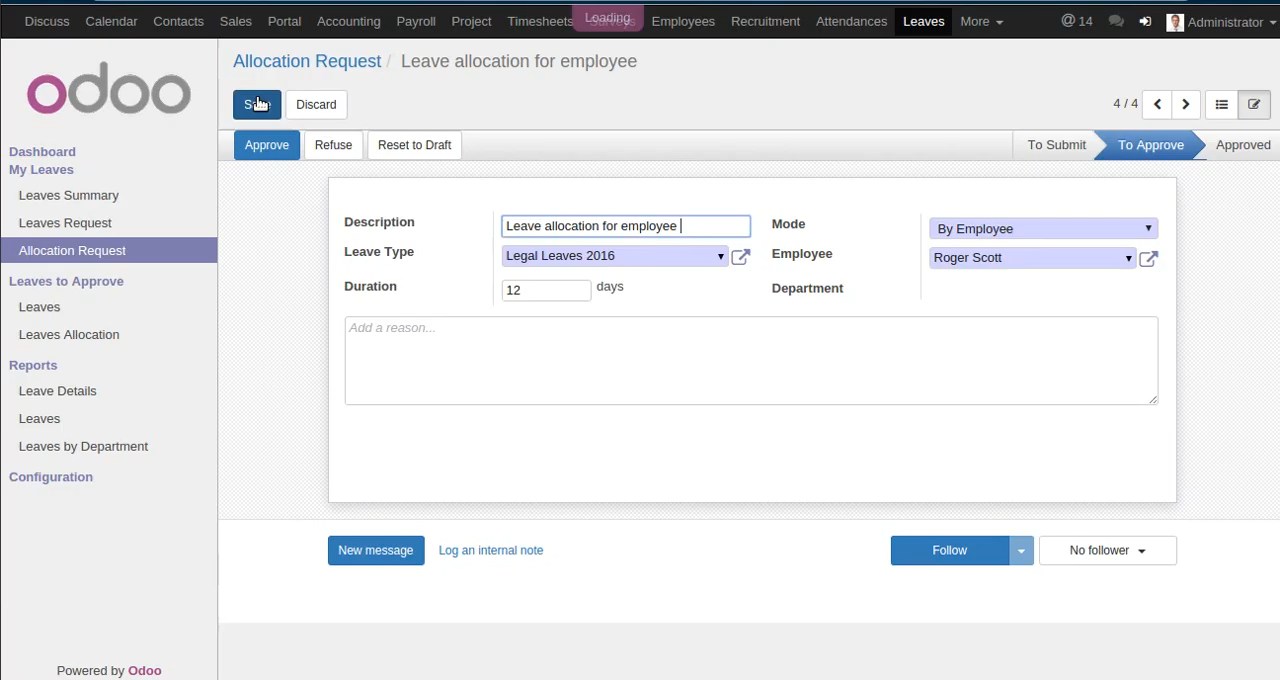 Discuss Calendar Contacts Sales Portal Accounting Payroll Project Timesheets Loading Employees Recruitment Attendances Leaves More @ 14 Administrator
odoo
Allocation Request / Leave allocation for employee
Discard 4 / 4
Approve Refuse Reset to Draft To Submit To Approve Approved
Dashboard
My Leaves
Leaves Summary
Leaves Request
Allocation Request
Leaves to Approve
Leaves
Leaves Allocation
Reports
Leave Details
Leaves
Leaves by Department
Configuration
Powered by Odoo
Description Leave allocation for employee Mode By Employee
Leave Type Legal Leaves 2016 Employee Roger Scott
Duration 12 days Department
Add a reason...
New message Log an internal note Follow No follower